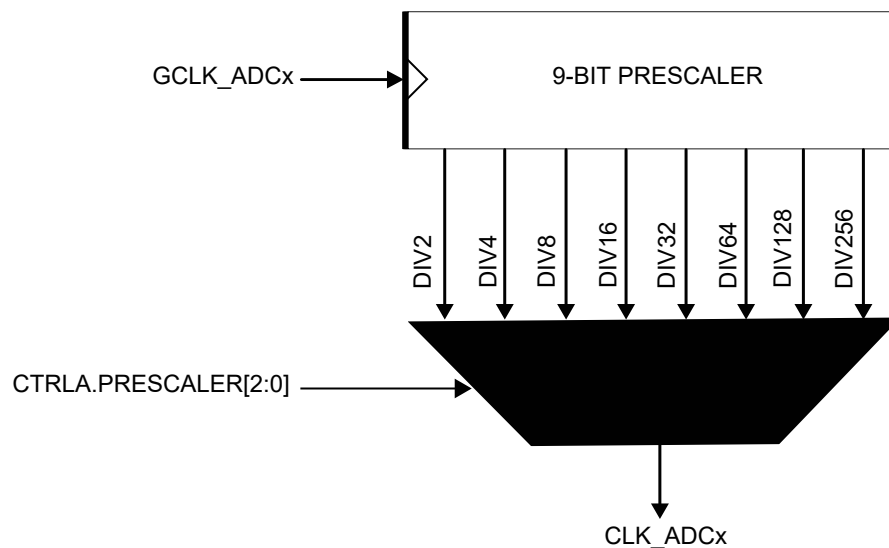 9-BIT PRESCALER
GCLK_ADCx
DIV2
DIV4
DIV8
DIV16
DIV32
DIV64
DIV128
DIV256
CTRLA.PRESCALER[2:0]
CLK_ADCx